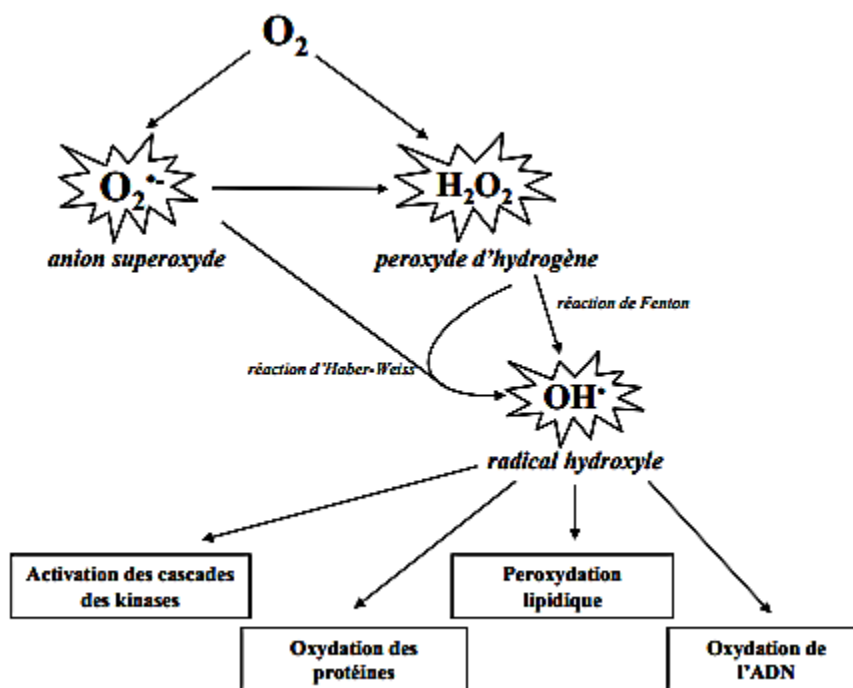 O₂
O₂•-
H₂O₂
anion superoxyde
peroxyde d'hydrogène
réaction de Fenton
réaction d'Haber-Weiss
OH•
radical hydroxyle
Activation des cascades
des kinases
Peroxydation
lipidique
Oxydation des
protéines
Oxydation de
l'ADN